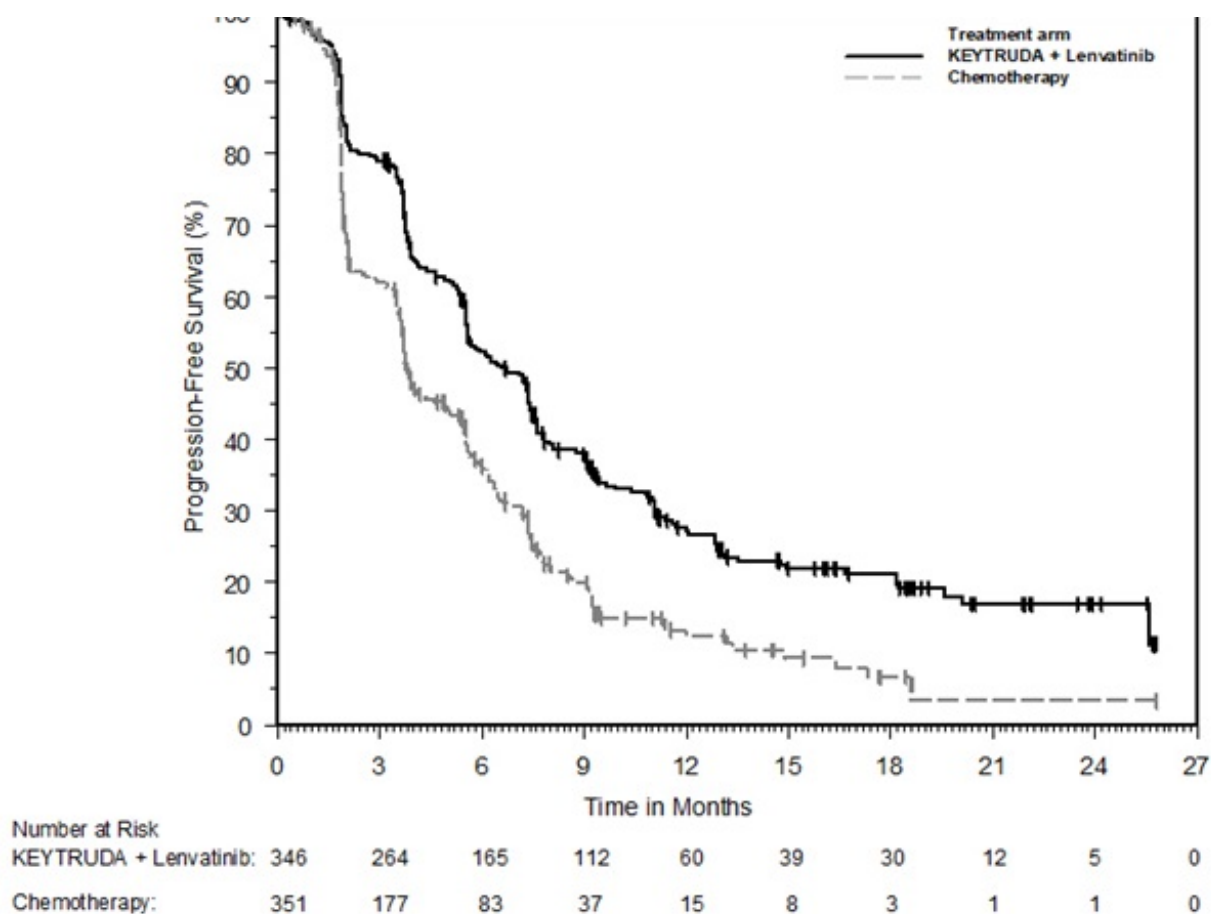 100
Treatment arm
KEYTRUDA + Lenvatinib
Chemotherapy
90
80
70
60
50
40
30
20
10
0
Progression-Free Survival (%)
0 3 6 9 12 15 18 21 24 27
Time in Months
Number at Risk
KEYTRUDA + Lenvatinib: 346 264 165 112 60 39 30 12 5 0
Chemotherapy: 351 177 83 37 15 8 3 1 1 0